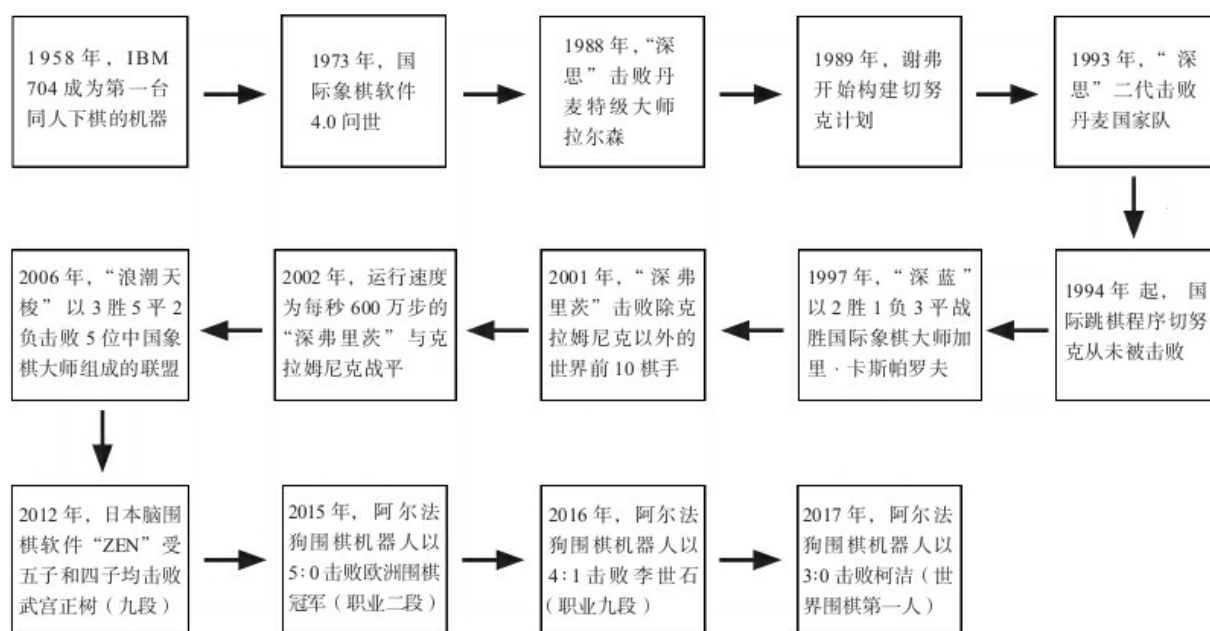 1958 年，IBM
704 成为第一台
同人下棋的机器
1973 年，国
际象棋软件
4.0 问世
1988 年，“深
思”击败丹
麦特级大师
拉尔森
1989 年，谢弗
开始构建切努
克计划
1993 年，“深
思”二代击败
丹麦国家队
1994 年 起，国
际跳棋程序切努
克从未被击败
1997 年，“深蓝”
以 2 胜 1 负 3 平战
胜国际象棋大师加
里·卡斯帕罗夫
2001 年，“深弗
里茨”击败除克
拉姆尼克以外的
世界前 10 棋手
2002 年，运行速度
为每秒 600 万步的
“深弗里茨”与克
拉姆尼克战平
2006 年，“浪潮天
梭”以 3 胜 5 平 2
负击败 5 位中国象
棋大师组成的联盟
2012 年，日本脑围
棋软件“ZEN”受
五子和四子均击败
武宫正树（九段）
2015 年，阿尔法
狗围棋机器人以
5:0 击败欧洲围棋
冠军（职业二段）
2016 年，阿尔法
狗围棋机器人以
4:1 击败李世石
（职业九段）
2017 年，阿尔法
狗围棋机器人以
3:0 击败柯洁（世
界围棋第一人）